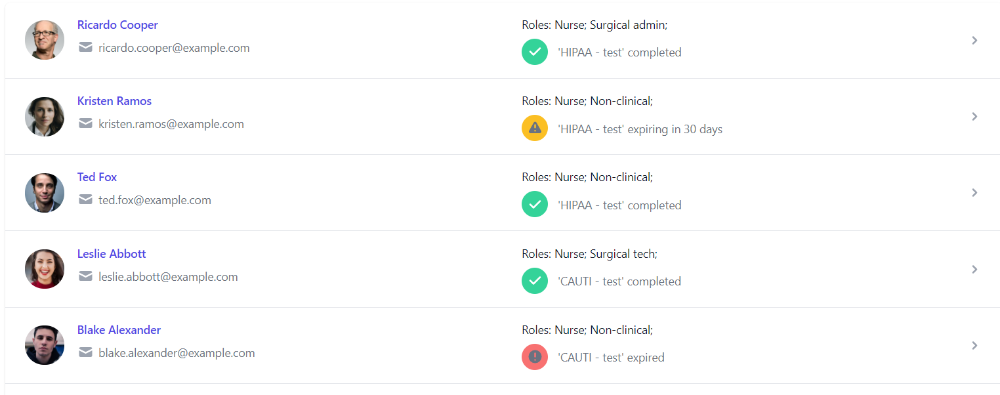 Ricardo Cooper
ricardo.cooper@example.com
Roles: Nurse; Surgical admin;
'HIPAA - test' completed
Kristen Ramos
kristen.ramos@example.com
Roles: Nurse; Non-clinical;
'HIPAA - test' expiring in 30 days
Ted Fox
ted.fox@example.com
Roles: Nurse; Non-clinical;
'HIPAA - test' completed
Leslie Abbott
leslie.abbott@example.com
Roles: Nurse; Surgical tech;
'CAUTI - test' completed
Blake Alexander
blake.alexander@example.com
Roles: Nurse; Non-clinical;
'CAUTI - test' expired